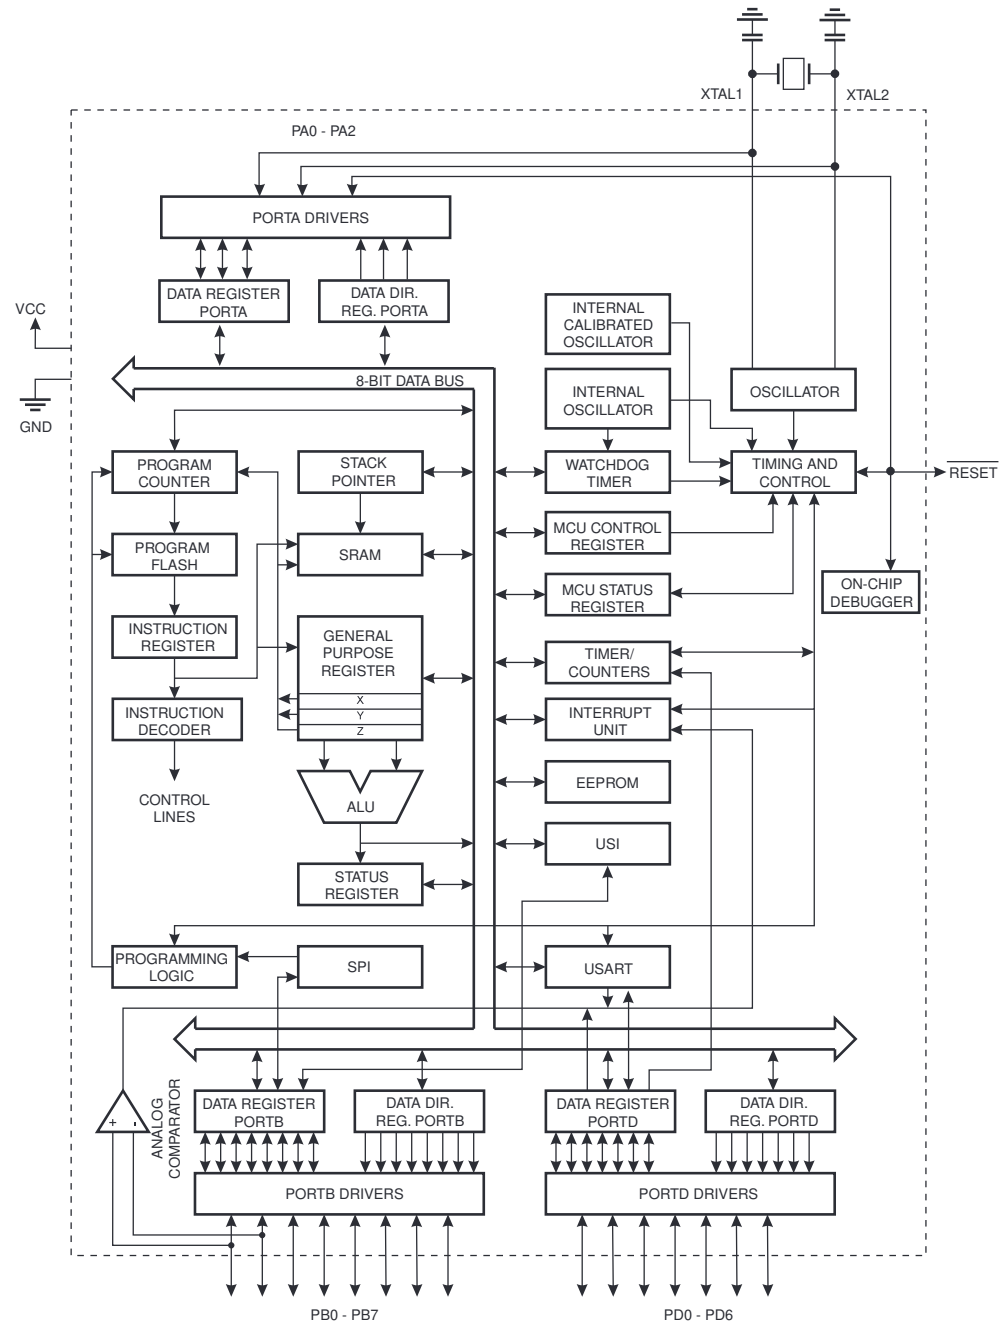 XTAL1
XTAL2
PA0 - PA2
PORTA DRIVERS
DATA REGISTER
PORTA
DATA DIR.
REG. PORTA
VCC
GND
8-BIT DATA BUS
INTERNAL
CALIBRATED
OSCILLATOR
INTERNAL
OSCILLATOR
OSCILLATOR
PROGRAM
COUNTER
STACK
POINTER
WATCHDOG
TIMER
TIMING AND
CONTROL
RESET
PROGRAM
FLASH
SRAM
MCU CONTROL
REGISTER
MCU STATUS
REGISTER
ON-CHIP
DEBUGGER
INSTRUCTION
REGISTER
GENERAL
PURPOSE
REGISTER
X
Y
Z
TIMER/
COUNTERS
INSTRUCTION
DECODER
INTERRUPT
UNIT
CONTROL
LINES
ALU
EEPROM
USI
STATUS
REGISTER
PROGRAMMING
LOGIC
SPI
USART
ANALOG
COMPARATOR
+
-
DATA REGISTER
PORTB
DATA DIR.
REG. PORTB
DATA REGISTER
PORTD
DATA DIR.
REG. PORTD
PORTB DRIVERS
PORTD DRIVERS
PB0 - PB7
PD0 - PD6